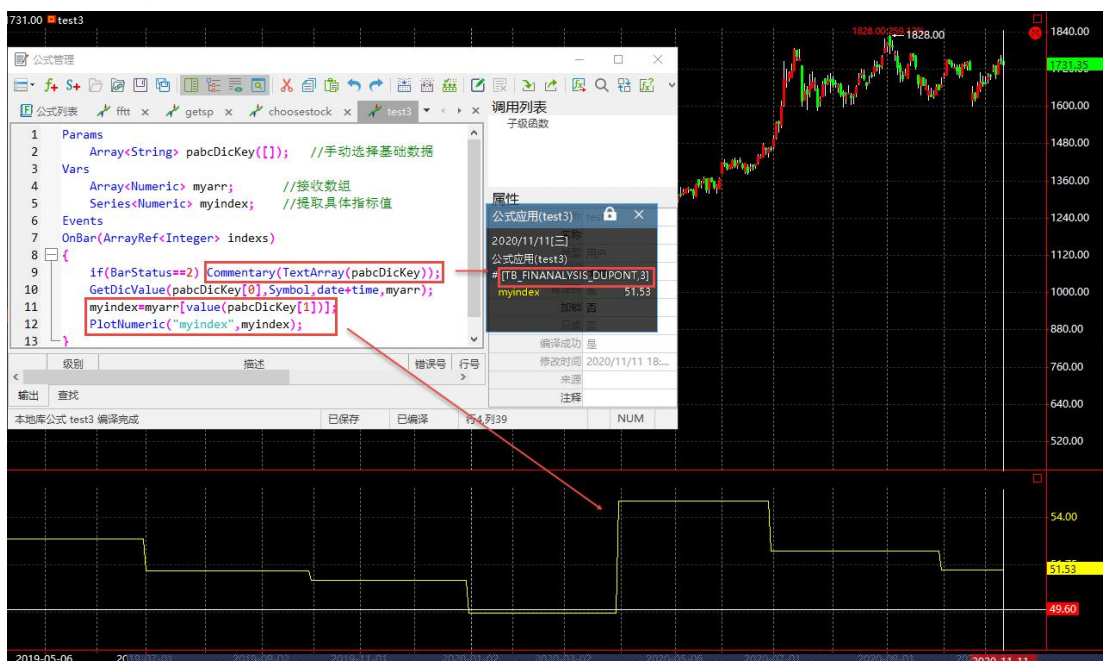 1731.00 test3
1828.00
1828.00
公式管理
公式列表 fftt × getsp × choosestock × test3
调用列表
子级函数
1 Params
2 Array<String> pabcDicKey([]); //手动选择基础数据
3 Vars
4 Array<Numeric> myarr; //接收数组
5 Series<Numeric> myindex; //提取具体指标值
6 Events
7 OnBar(ArrayRef<Integer> indexs)
8 {
9 if(BarStatus==2) Commentary(TextArray(pabcDicKey));
10 GetDicValue(pabcDicKey[0],Symbol,date+time,myarr);
11 myindex=myarr[value(pabcDicKey[1])];
12 PlotNumeric("myindex",myindex);
13 }
属性
公式应用(test3)
2020/11/11[三]
公式应用(test3)
#[TB_FINANALYSIS_DUPONT,3]
myindex 51.53
加锁 否
编译成功 是
修改时间 2020/11/11 18:...
来源
注释
级别 描述 错误号 行号
输出 查找
本地库公式 test3 编译完成 已保存 已编译 行4,列39 NUM
1840.00
1731.35
1600.00
1480.00
1360.00
1240.00
1120.00
1000.00
880.00
760.00
640.00
520.00
54.00
51.53
49.60
2019-05-06
2020-11-11